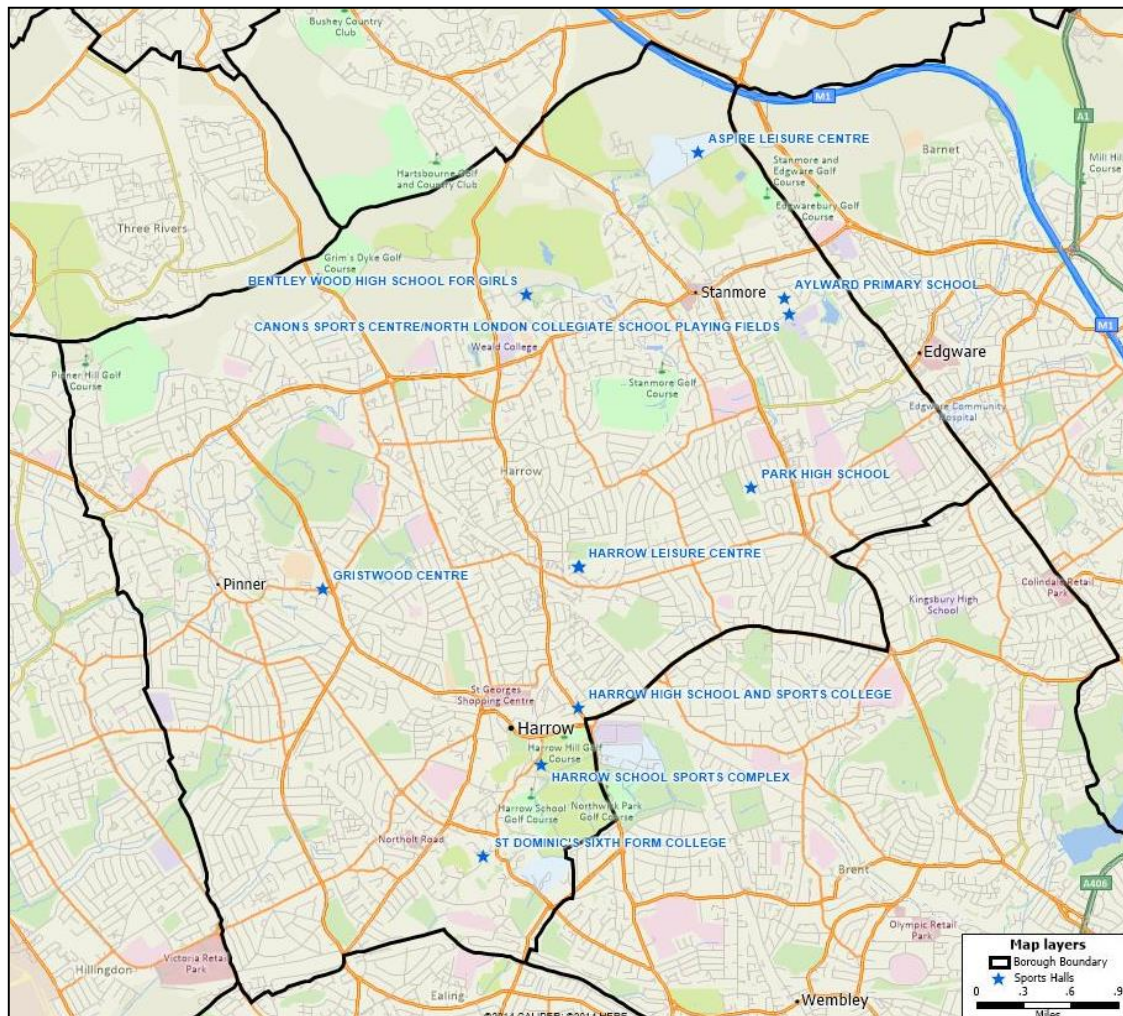 Bushey Country
Club
M1
A1
ASPIRE LEISURE CENTRE
Barnet
Mill Hi
Course
Stanmore and
Edgware Golf
Course
Hartsbourne Golf
and Country Club
Edgwarebury Golf
Course
Three Rivers
Grim's Dyke Golf
Course
BENTLEY WOOD HIGH SCHOOL FOR GIRLS
Stanmore
AYLWARD PRIMARY SCHOOL
CANONS SPORTS CENTRE/NORTH LONDON COLLEGIATE SCHOOL PLAYING FIELDS
M1
Weald College
Edgware
Pinner Hill Golf
Course
Stanmore Golf
Course
Edgware Community
Hospital
Harrow
PARK HIGH SCHOOL
HARROW LEISURE CENTRE
GRISTWOOD CENTRE
Pinner
Colindale Retail
Park
Kingsbury High
School
St Georges
Shopping Centre
HARROW HIGH SCHOOL AND SPORTS COLLEGE
Harrow
Harrow Hill Golf
Course
HARROW SCHOOL SPORTS COMPLEX
Harrow School
Golf Course
Northwick Park
Golf Course
Northolt Road
ST DOMINIC'S SIXTH FORM COLLEGE
Brent
A406
Olympic Retail
Park
Victoria Retail
Park
Hillingdon
Ealing
Wembley
Map layers
Borough Boundary
Sports Halls
0 .3 .6 .9
Miles
©2014 CALIPER; ©2014 HERE